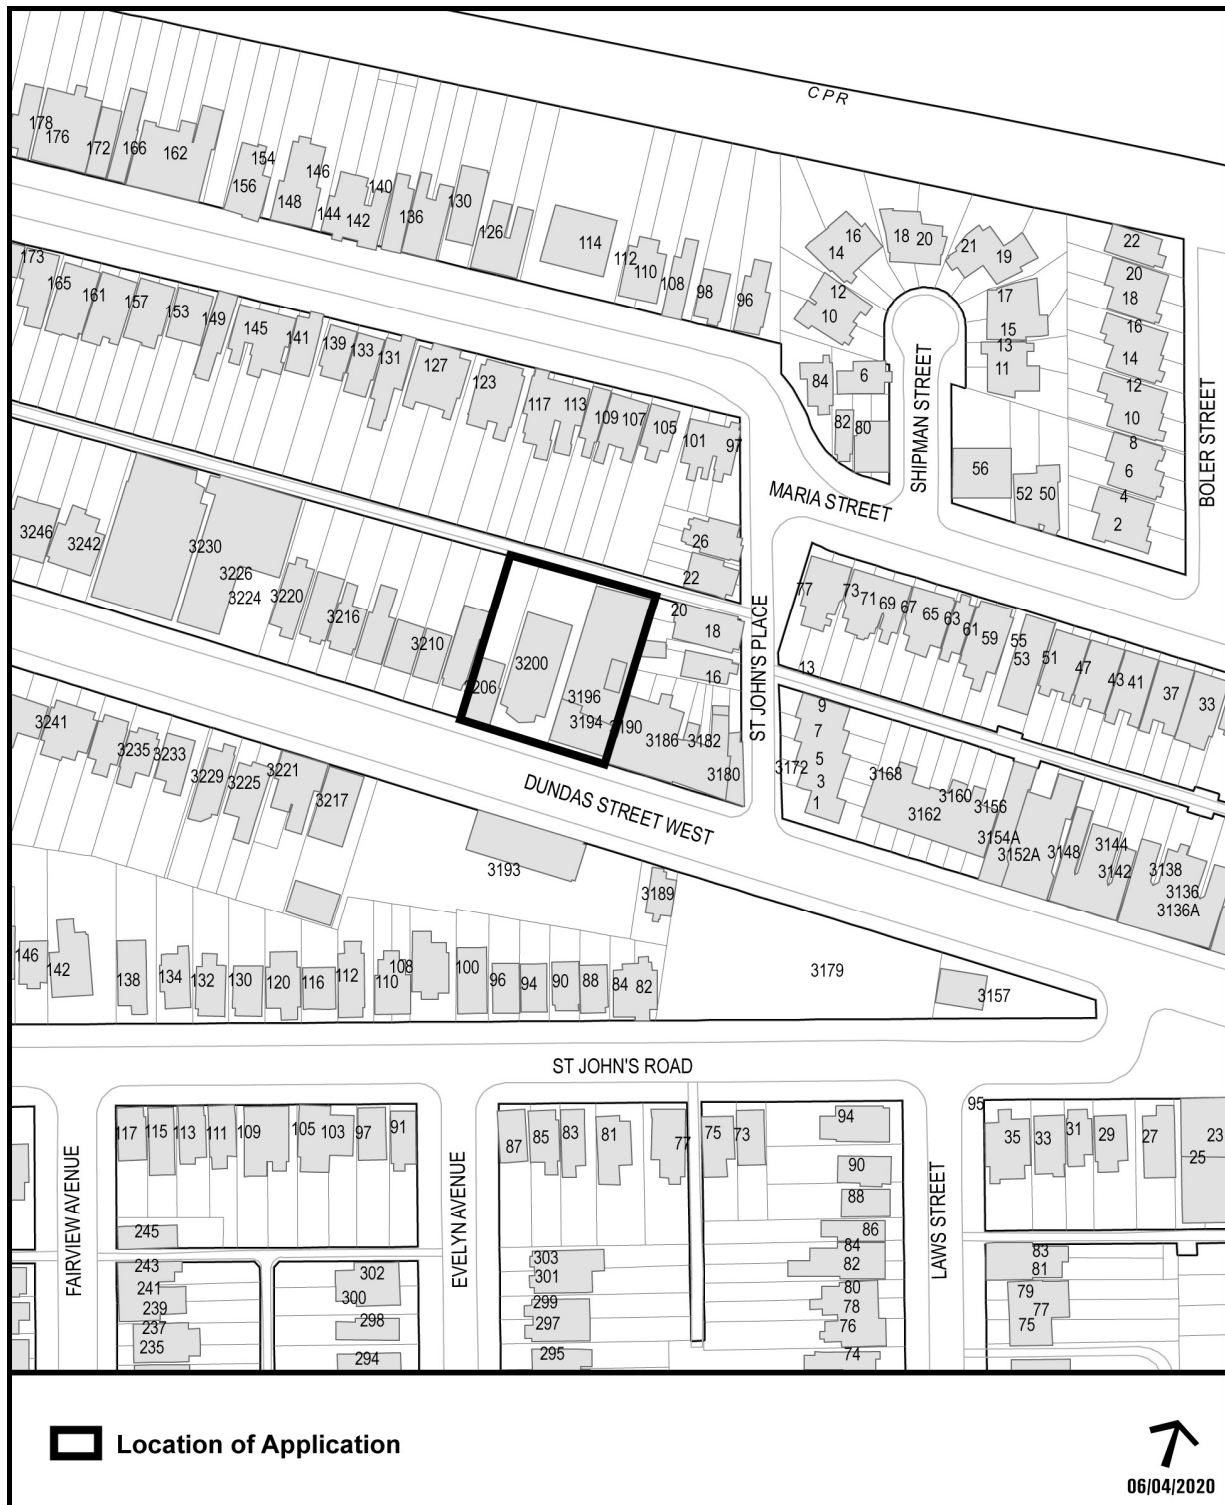 CPR
178 176 172 166 162 154 156 146 148 140 144 142 136 130 126 114 112 110 108 98 96
16 14 18 20 21 19 12 10 17 15 13 11 84 6 82 80
22 20 18 16 14 12 10 8 6 4 2
173 165 161 157 153 149 145 141 139 133 131 127 123 117 113 109 107 105 101 97
56 52 50
SHIPMAN STREET
BOLER STREET
MARIA STREET
26 22 20 18 16
ST JOHN'S PLACE
3246 3242 3230 3226 3224 3220 3216 3210 3206 3200 3196 3194 3190 3186 3182 3180
77 73 71 69 67 65 63 61 59 55 53 51 47 43 41 37 33
13 9 7 5 3 1
3172 3168 3162 3160 3156 3154A 3152A 3148 3144 3142 3138 3136 3136A
DUNDAS STREET WEST
3241 3235 3233 3229 3225 3221 3217 3193 3189 3179 3157
146 142 138 134 132 130 120 116 112 110 108 100 96 94 90 88 84 82
ST JOHN'S ROAD
117 115 113 111 109 105 103 97 91
87 85 83 81 77 75 73
94 90 88 86 84 82 80 78 76 74
95 35 33 31 29 27 23 25
FAIRVIEW AVENUE
EVELYN AVENUE
LAWS STREET
245 243 241 239 237 235
302 300 298 294
303 301 299 297 295
83 81 79 77 75
Location of Application
06/04/2020